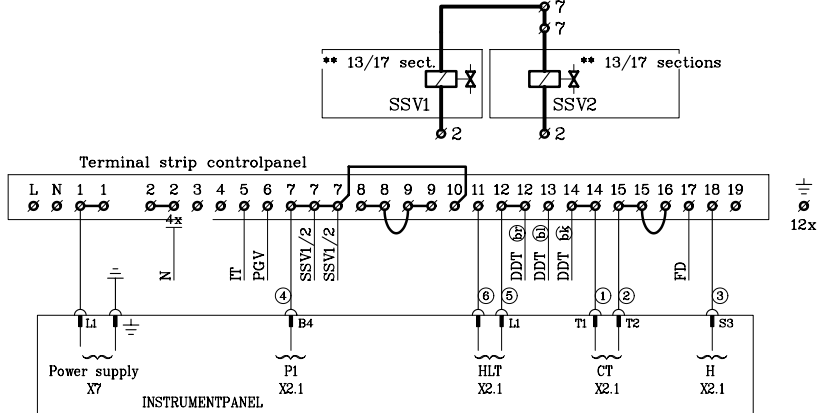 7
7
** 13/17 sect.
** 13/17 sections
SSV1
SSV2
2
2
Terminal strip controlpanel
L N 1 1 2 2 3 4 5 6 7 7 7 8 8 9 9 10 11 12 12 13 14 14 15 15 16 17 18 19
4x
12x
N
IT
PGV
SSV1/2
SSV1/2
DDT br
DDT bl
DDT bk
FD
4 6 5 1 2 3
L1 B4 L1 T1 T2 S3
Power supply P1 HLT CT H
X7 X2.1 X2.1 X2.1 X2.1
INSTRUMENTPANEL